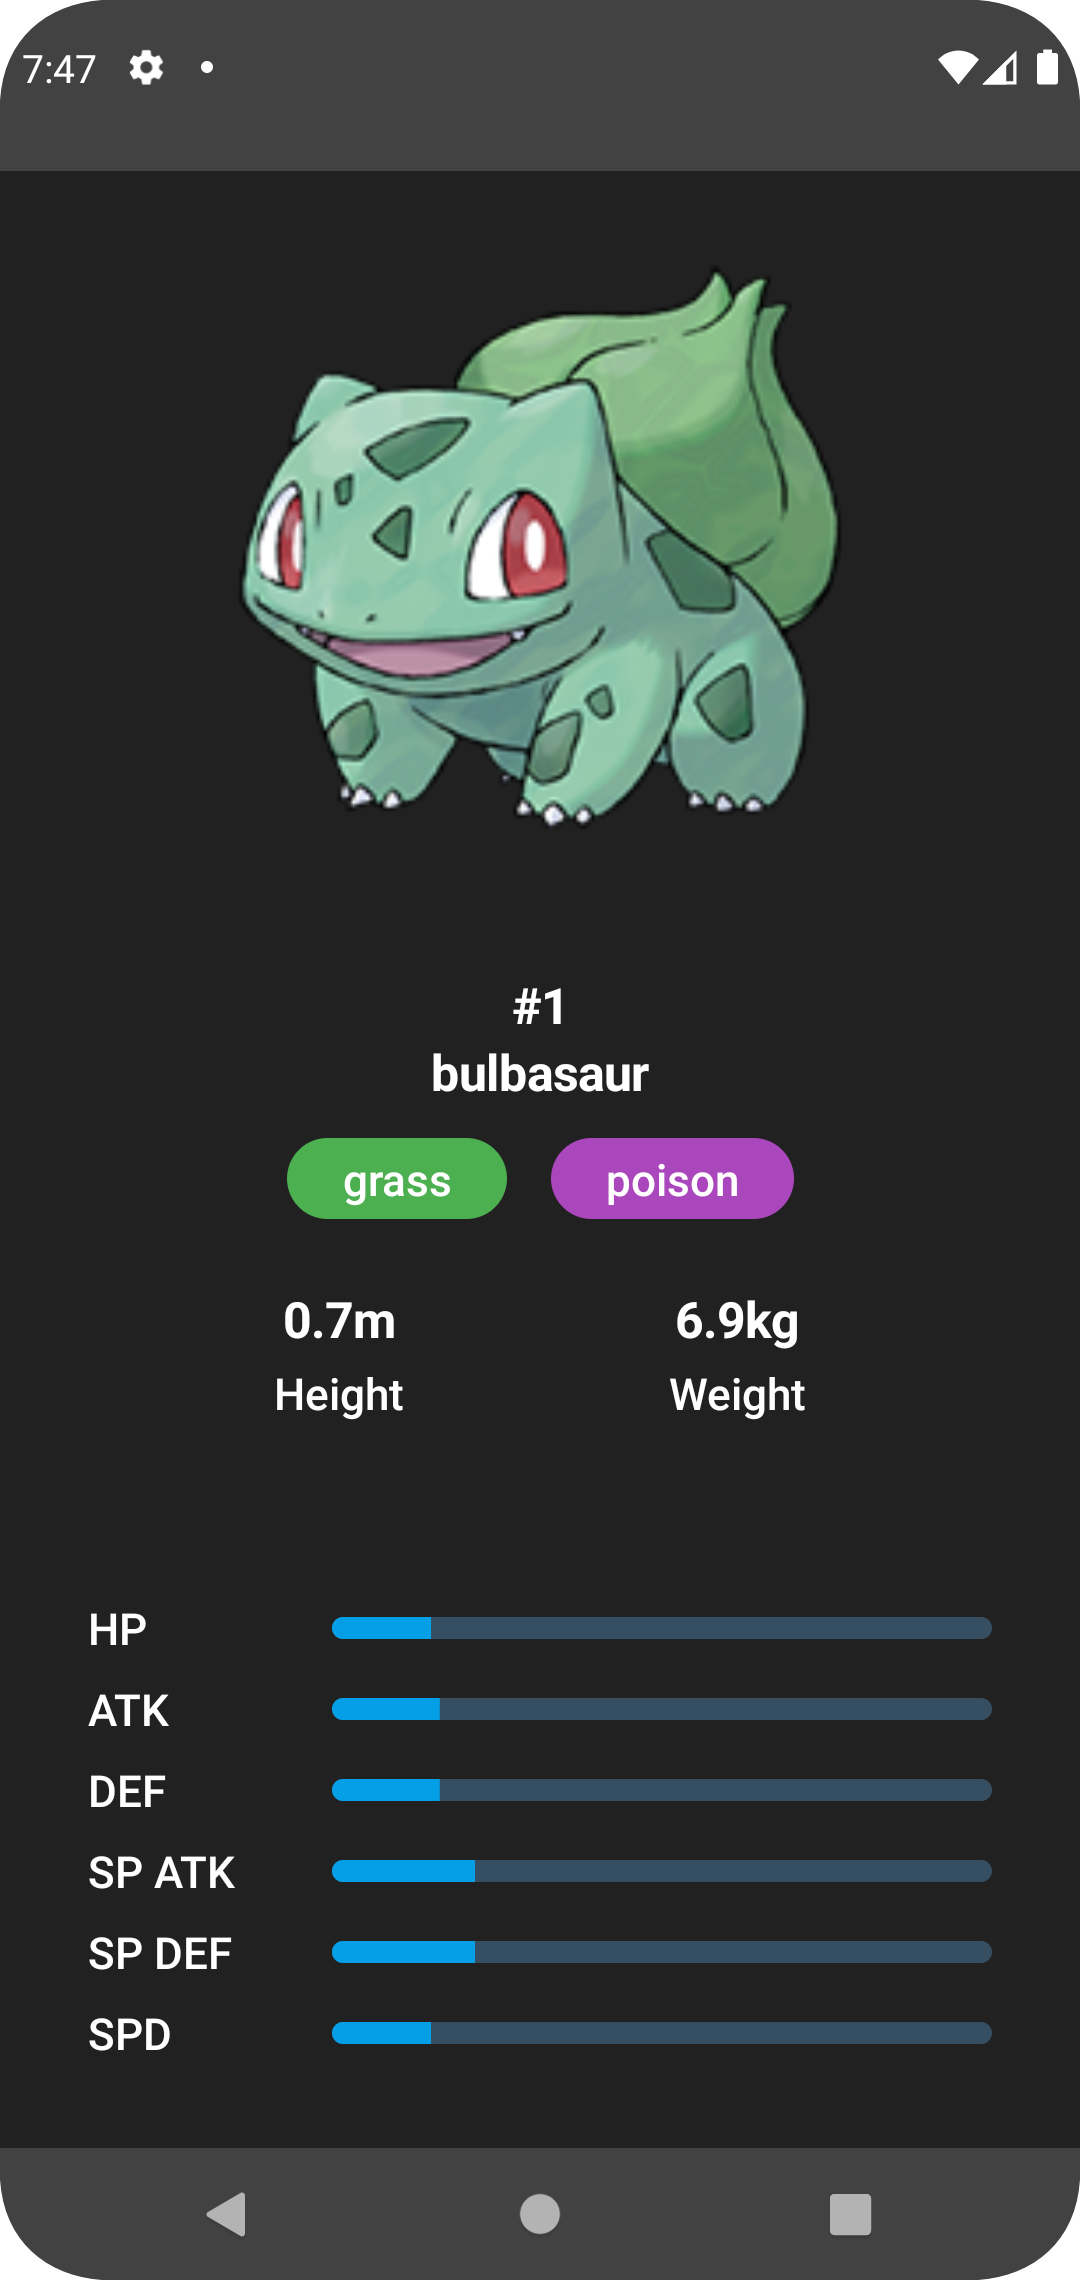 7:47
#1
bulbasaur
grass poison
0.7m 6.9kg
Height Weight
HP
ATK
DEF
SP ATK
SP DEF
SPD